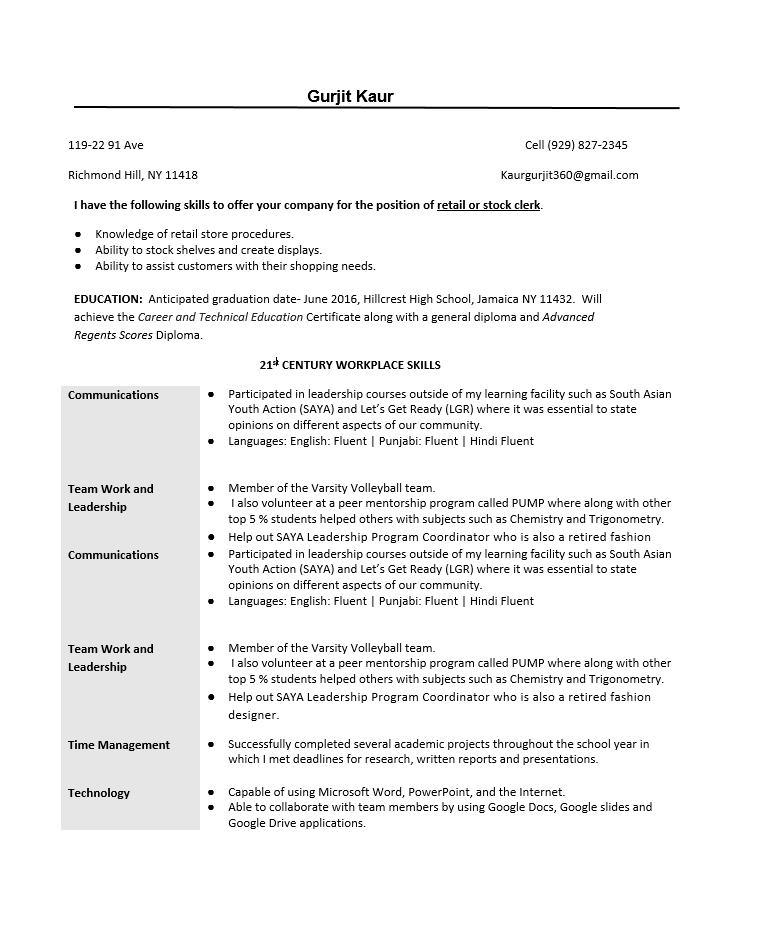 Gurjit Kaur
119-22 91 Ave Cell (929) 827-2345
Richmond Hill, NY 11418 Kaurgurjit360@gmail.com
I have the following skills to offer your company for the position of retail or stock clerk.
● Knowledge of retail store procedures.
● Ability to stock shelves and create displays.
● Ability to assist customers with their shopping needs.
EDUCATION: Anticipated graduation date- June 2016, Hillcrest High School, Jamaica NY 11432. Will
achieve the Career and Technical Education Certificate along with a general diploma and Advanced
Regents Scores Diploma.
21st CENTURY WORKPLACE SKILLS
Communications ● Participated in leadership courses outside of my learning facility such as South Asian
Youth Action (SAYA) and Let's Get Ready (LGR) where it was essential to state
opinions on different aspects of our community.
● Languages: English: Fluent | Punjabi: Fluent | Hindi Fluent
Team Work and ● Member of the Varsity Volleyball team.
Leadership ● I also volunteer at a peer mentorship program called PUMP where along with other
top 5 % students helped others with subjects such as Chemistry and Trigonometry.
● Help out SAYA Leadership Program Coordinator who is also a retired fashion
Communications ● Participated in leadership courses outside of my learning facility such as South Asian
Youth Action (SAYA) and Let's Get Ready (LGR) where it was essential to state
opinions on different aspects of our community.
● Languages: English: Fluent | Punjabi: Fluent | Hindi Fluent
Team Work and ● Member of the Varsity Volleyball team.
Leadership ● I also volunteer at a peer mentorship program called PUMP where along with other
top 5 % students helped others with subjects such as Chemistry and Trigonometry.
● Help out SAYA Leadership Program Coordinator who is also a retired fashion
designer.
Time Management ● Successfully completed several academic projects throughout the school year in
which I met deadlines for research, written reports and presentations.
Technology ● Capable of using Microsoft Word, PowerPoint, and the Internet.
● Able to collaborate with team members by using Google Docs, Google slides and
Google Drive applications.